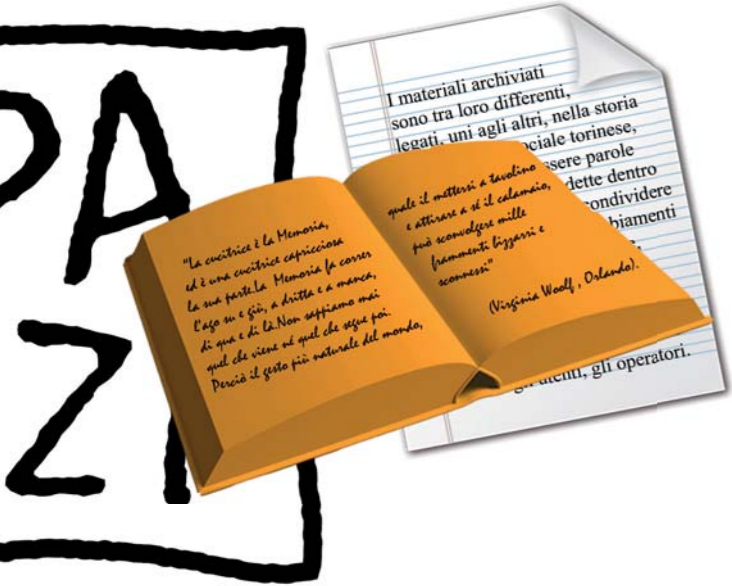 PA
ZI
I materiali archiviati
sono tra loro differenti,
legati, uni agli altri, nella storia
ociale torinese,
ssere parole
dette dentro
condividere
biamenti
gli utenti, gli operatori.
"La cucitrice è la Memoria,
ed è una cucitrice capricciosa
la sua parte.La Memoria fa correr
l'ago su e giù, a dritta e a manca,
di qua e di là.Non sappiamo mai
quel che viene né quel che segue poi.
Perciò il gesto più naturale del mondo,
quale il mettersi a tavolino
e attirare a sé il calamaio,
può sconvolgere mille
frammenti bizzarri e
sconnessi"
(Virginia Woolf , Orlando).